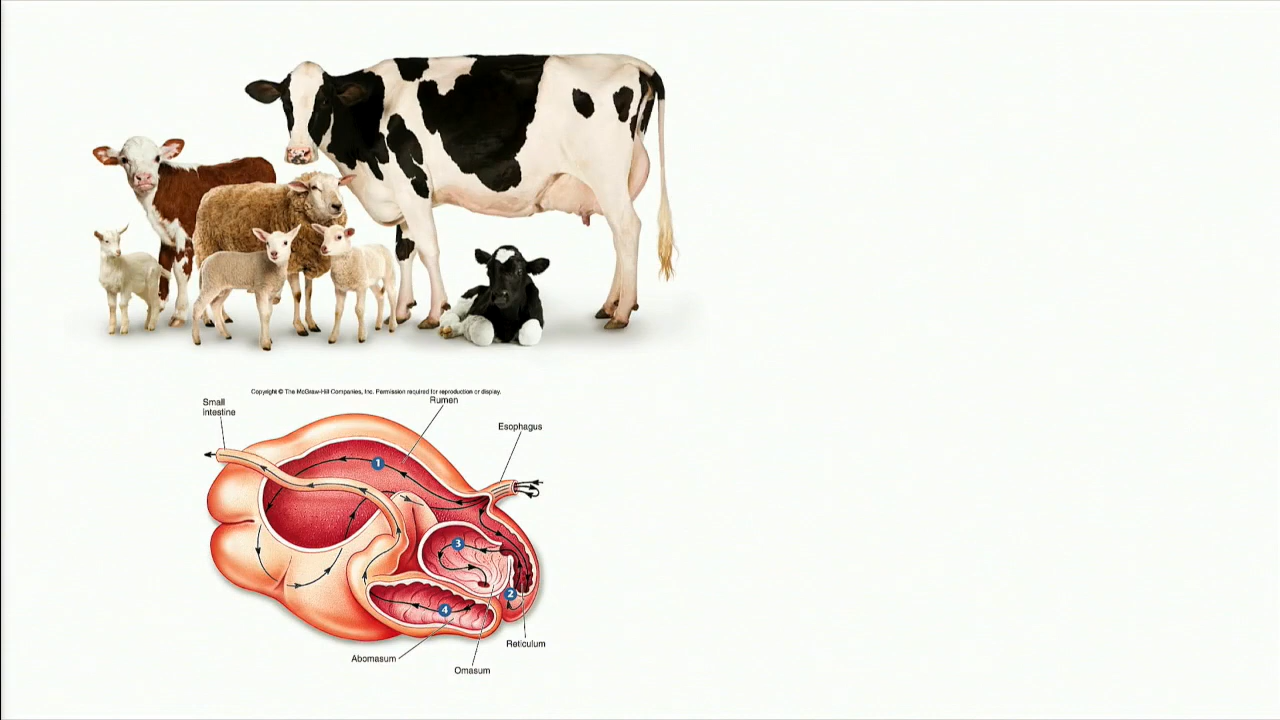 Copyright © The McGraw-Hill Companies, Inc. Permission required for reproduction or display.
Small
intestine
Rumen
Esophagus
1
3
2
4
Reticulum
Abomasum
Omasum